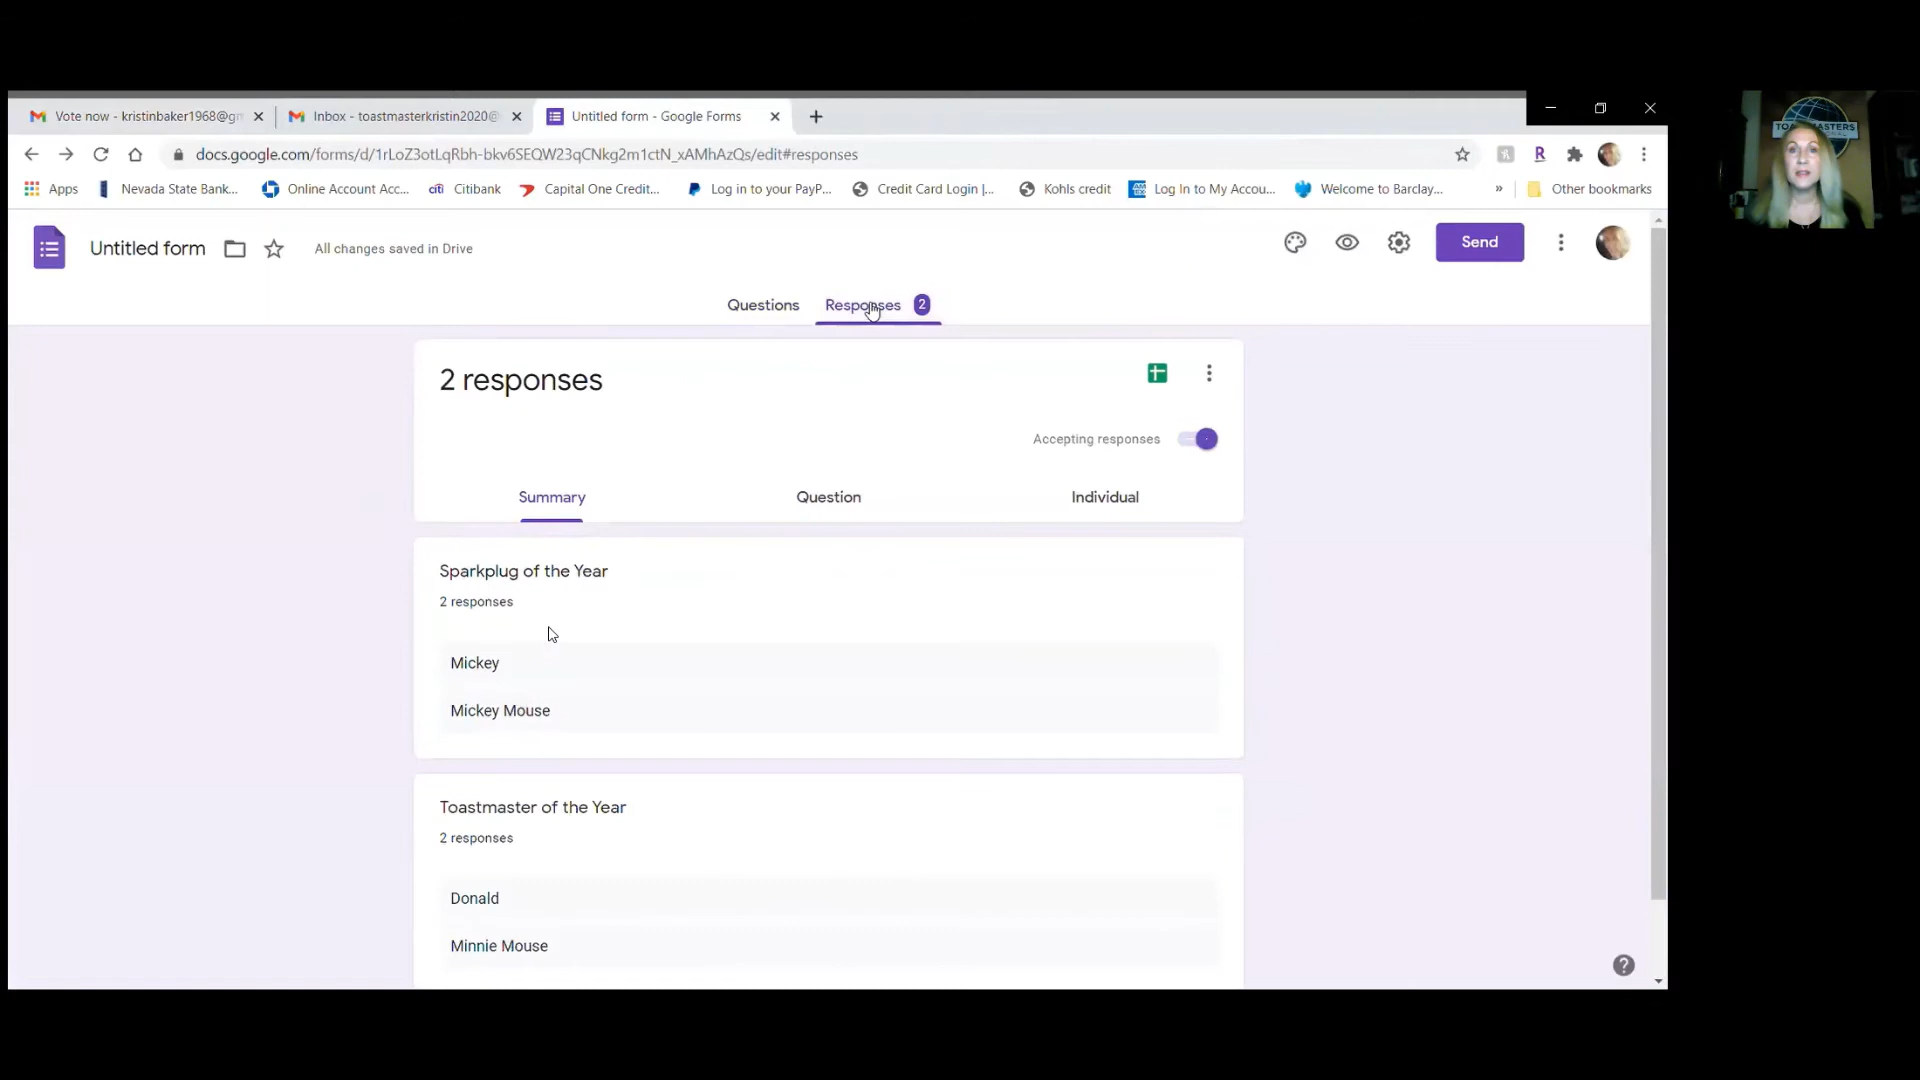 Vote now - kristinbaker1968@gm
Inbox - toastmasterkristin2020@
Untitled form - Google Forms
docs.google.com/forms/d/1rLoZ3otLqRbh-bkv6SEQW23qCNkg2m1ctN_xAMhAzQs/edit#responses
R
Apps
Nevada State Bank...
Online Account Acc...
citi
Citibank
Capital One Credit...
Log in to your PayP...
Credit Card Login |...
Kohls credit
Log In to My Accou...
Welcome to Barclay...
»
Other bookmarks
Untitled form
All changes saved in Drive
Send
Questions
Responses
2
2 responses
Accepting responses
Summary
Question
Individual
Sparkplug of the Year
2 responses
Mickey
Mickey Mouse
Toastmaster of the Year
2 responses
Donald
Minnie Mouse
?